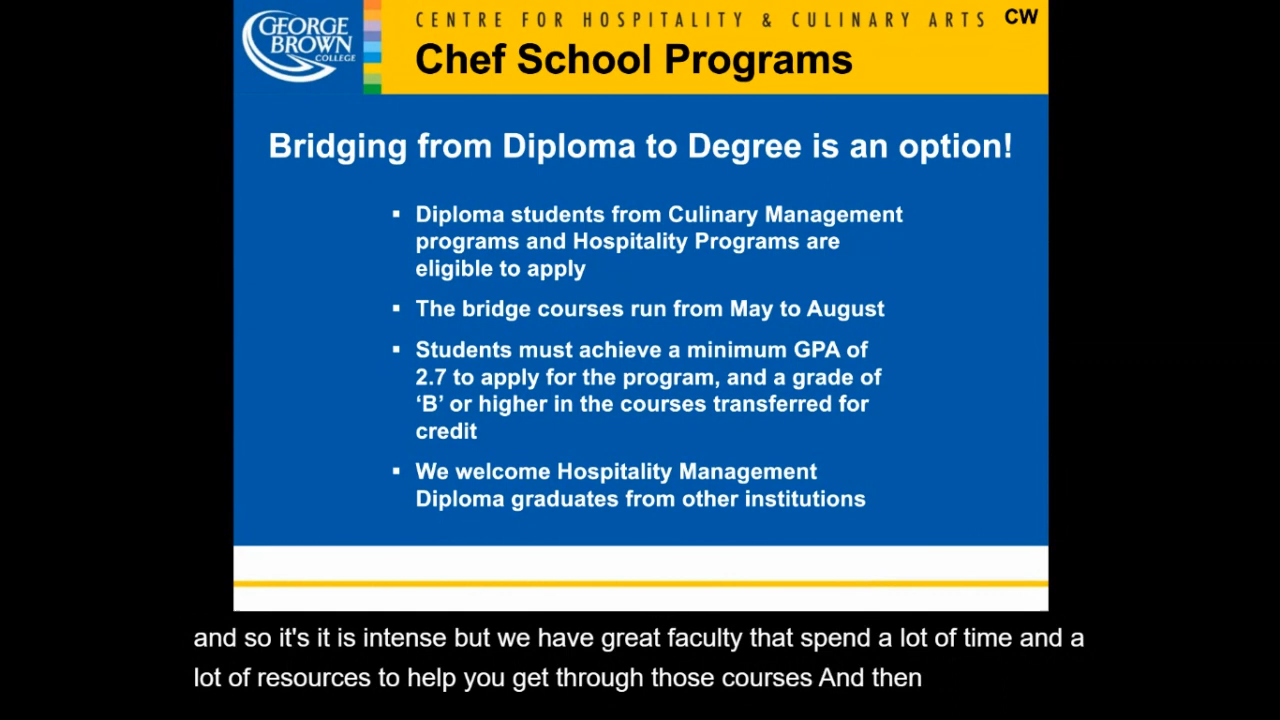 GEORGE
BROWN
COLLEGE
CENTRE FOR HOSPITALITY & CULINARY ARTS CW
Chef School Programs
Bridging from Diploma to Degree is an option!
▪ Diploma students from Culinary Management
programs and Hospitality Programs are
eligible to apply
▪ The bridge courses run from May to August
▪ Students must achieve a minimum GPA of
2.7 to apply for the program, and a grade of
‘B’ or higher in the courses transferred for
credit
▪ We welcome Hospitality Management
Diploma graduates from other institutions
and so it's it is intense but we have great faculty that spend a lot of time and a
lot of resources to help you get through those courses And then